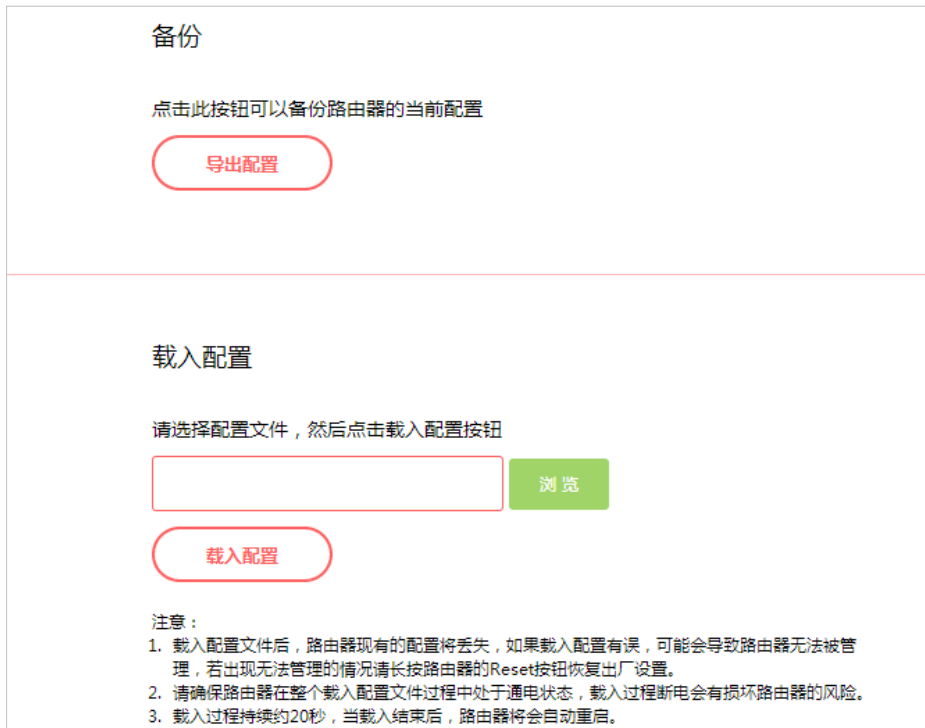 备份
点击此按钮可以备份路由器的当前配置
导出配置
载入配置
请选择配置文件，然后点击载入配置按钮
浏 览
载入配置
注意：
1. 载入配置文件后，路由器现有的配置将丢失，如果载入配置有误，可能会导致路由器无法被管
理，若出现无法管理的情况请长按路由器的Reset按钮恢复出厂设置。
2. 请确保路由器在整个载入配置文件过程中处于通电状态，载入过程断电会有损坏路由器的风险。
3. 载入过程持续约20秒，当载入结束后，路由器将会自动重启。